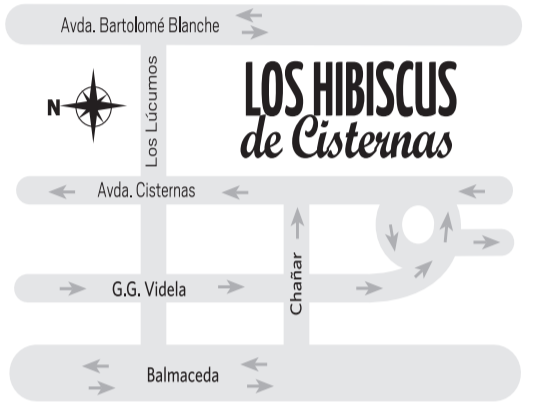 Avda. Bartolomé Blanche
Los Lúcumos
N
LOS HIBISCUS
de Cisternas
Avda. Cisternas
Chañar
G.G. Videla
Balmaceda